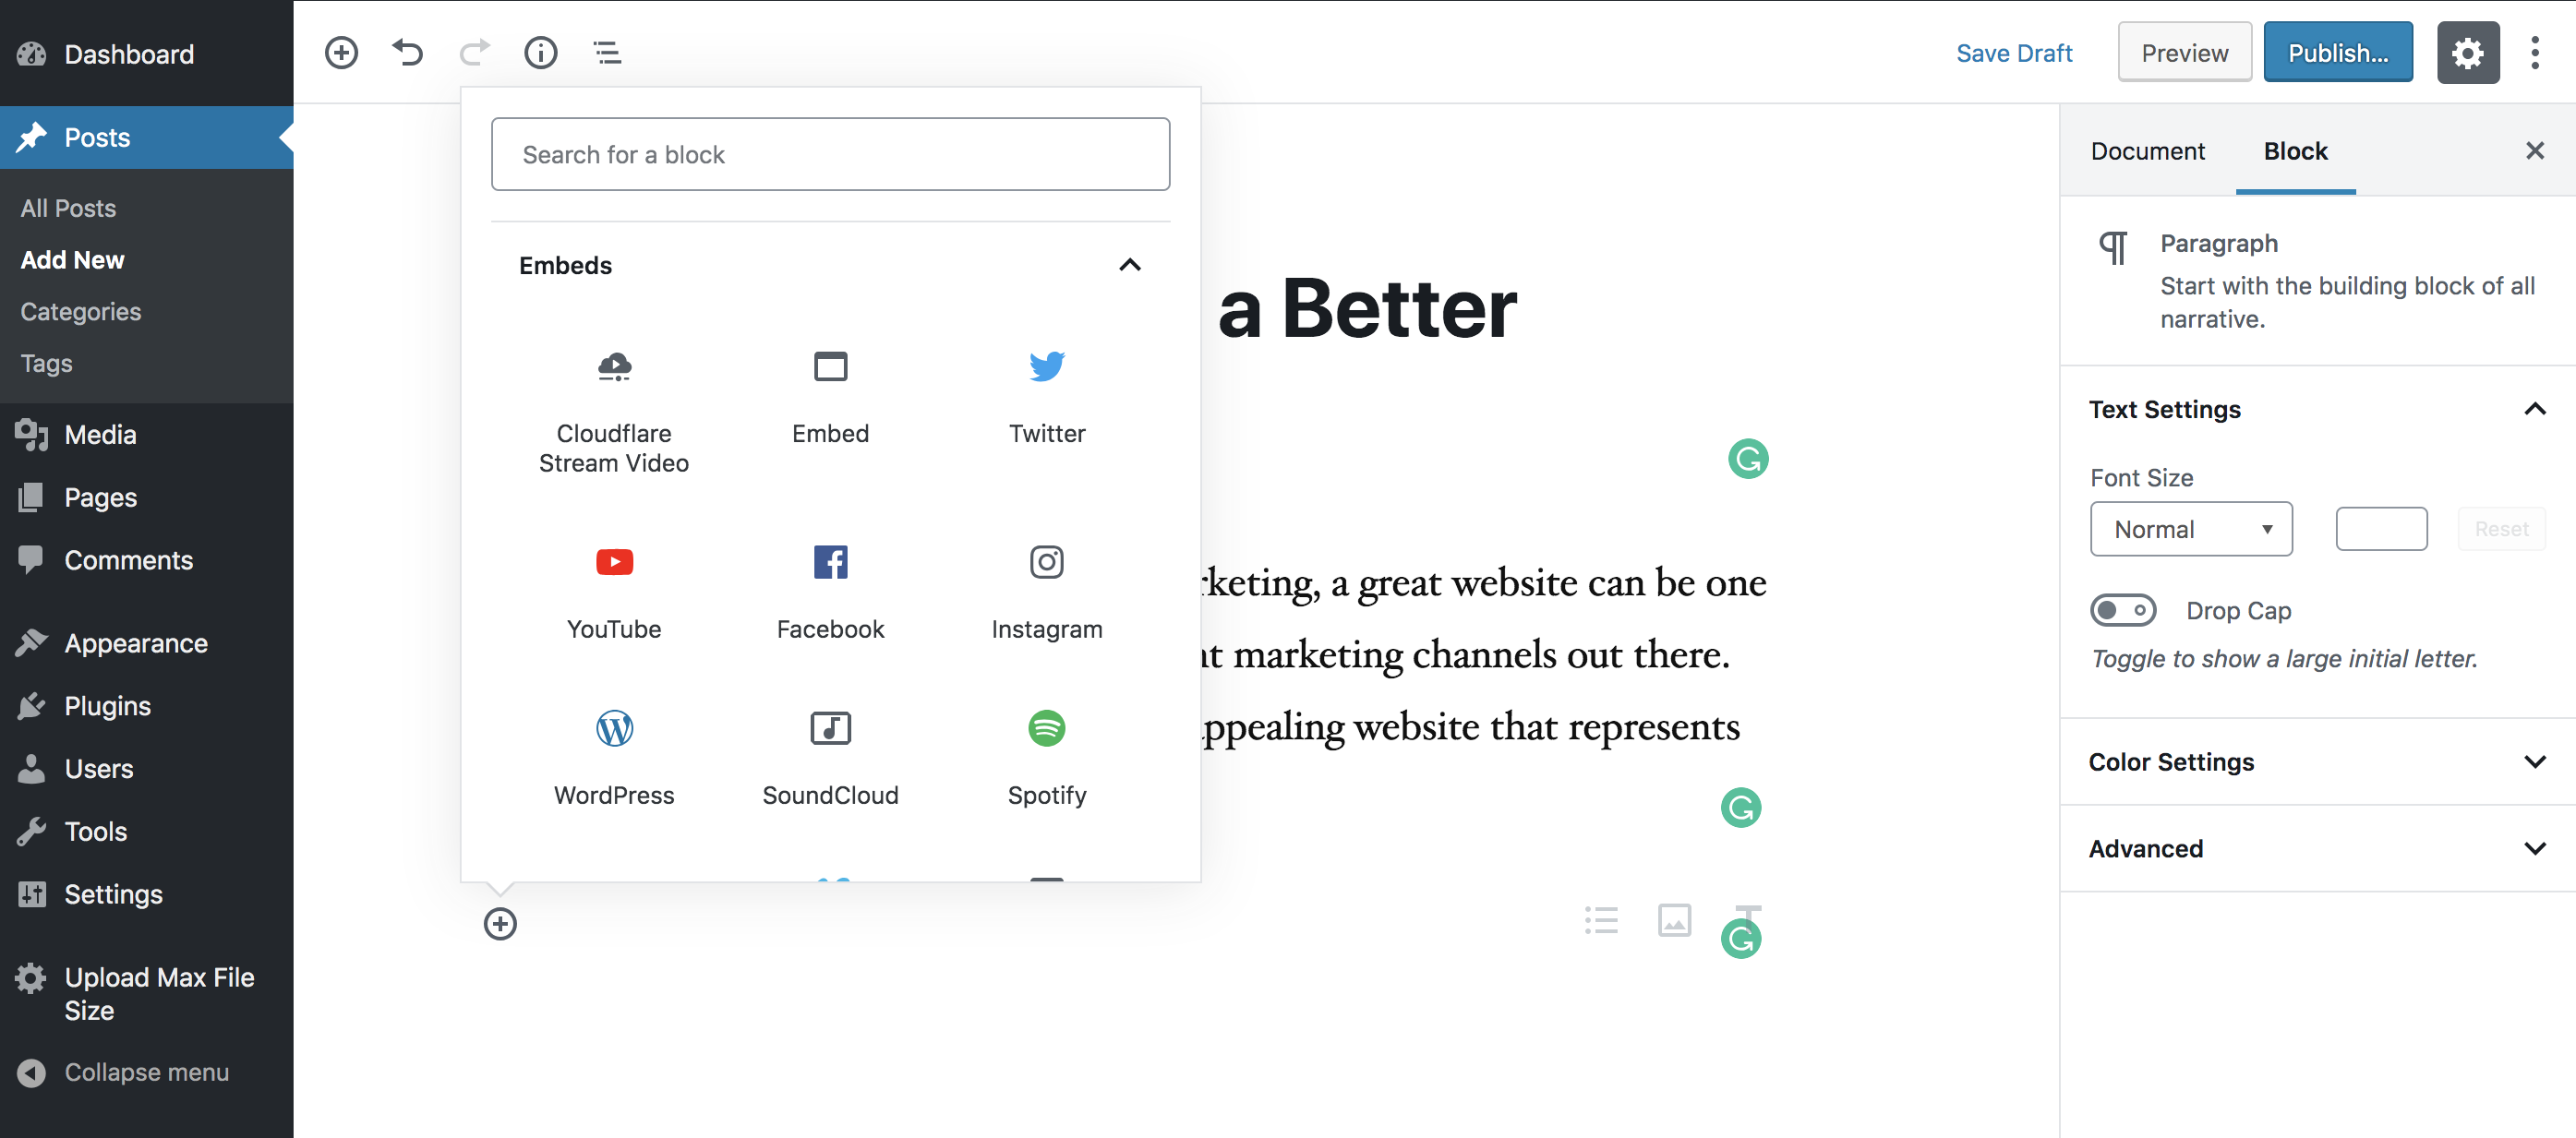 Dashboard
Posts
All Posts
Add New
Categories
Tags
Media
Pages
Comments
Appearance
Plugins
Users
Tools
Settings
Upload Max File
Size
Collapse menu
Save Draft
Preview
Publish...
Search for a block
Embeds
Cloudflare
Stream Video
Embed
Twitter
YouTube
Facebook
Instagram
WordPress
SoundCloud
Spotify
a Better
rketing, a great website can be one
nt marketing channels out there.
ppealing website that represents
Document
Block
Paragraph
Start with the building block of all
narrative.
Text Settings
Font Size
Normal
Reset
Drop Cap
Toggle to show a large initial letter.
Color Settings
Advanced